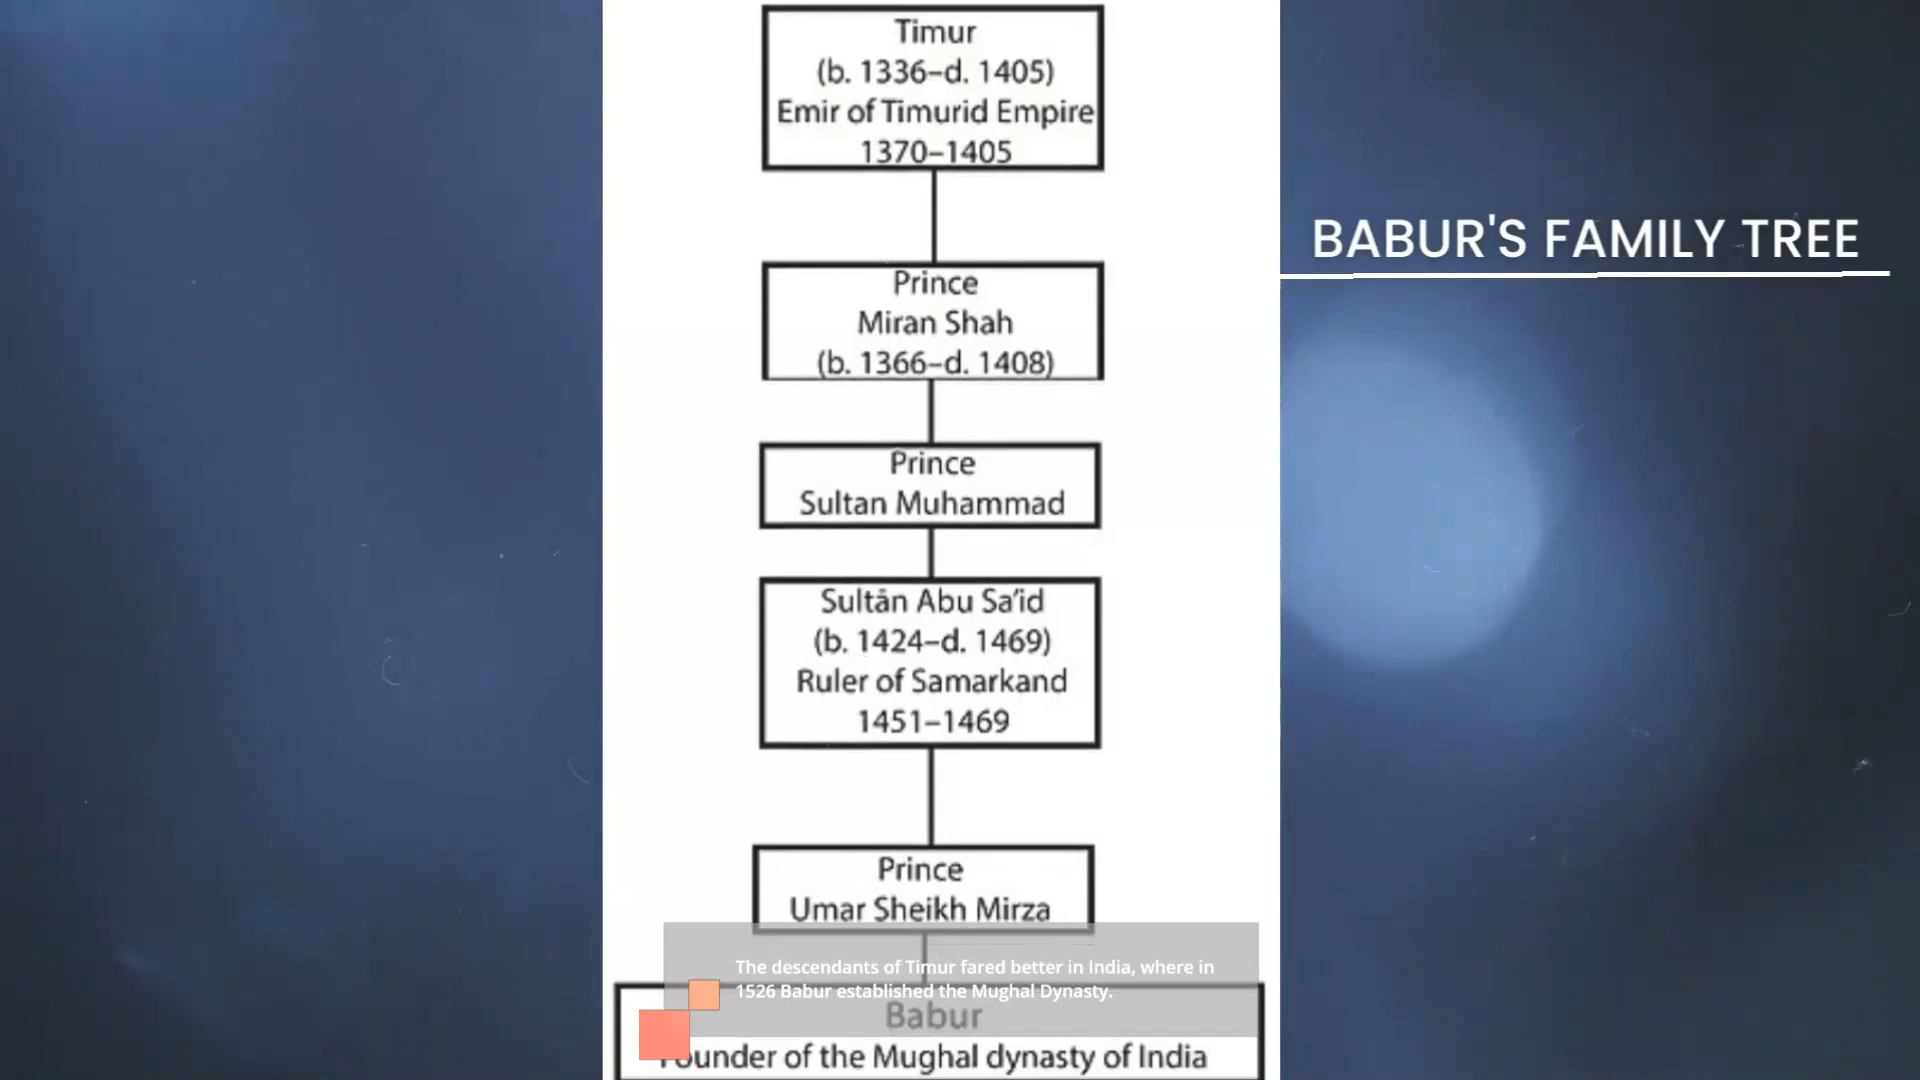 Timur
(b. 1336–d. 1405)
Emir of Timurid Empire
1370–1405
Prince
Miran Shah
(b. 1366–d. 1408)
BABUR'S FAMILY TREE
Prince
Sultan Muhammad
Sultān Abu Sa’id
(b. 1424–d. 1469)
Ruler of Samarkand
1451–1469
Prince
Umar Sheikh Mirza
The descendants of Timur fared better in India, where in
1526 Babur established the Mughal Dynasty.
Babur
Founder of the Mughal dynasty of India